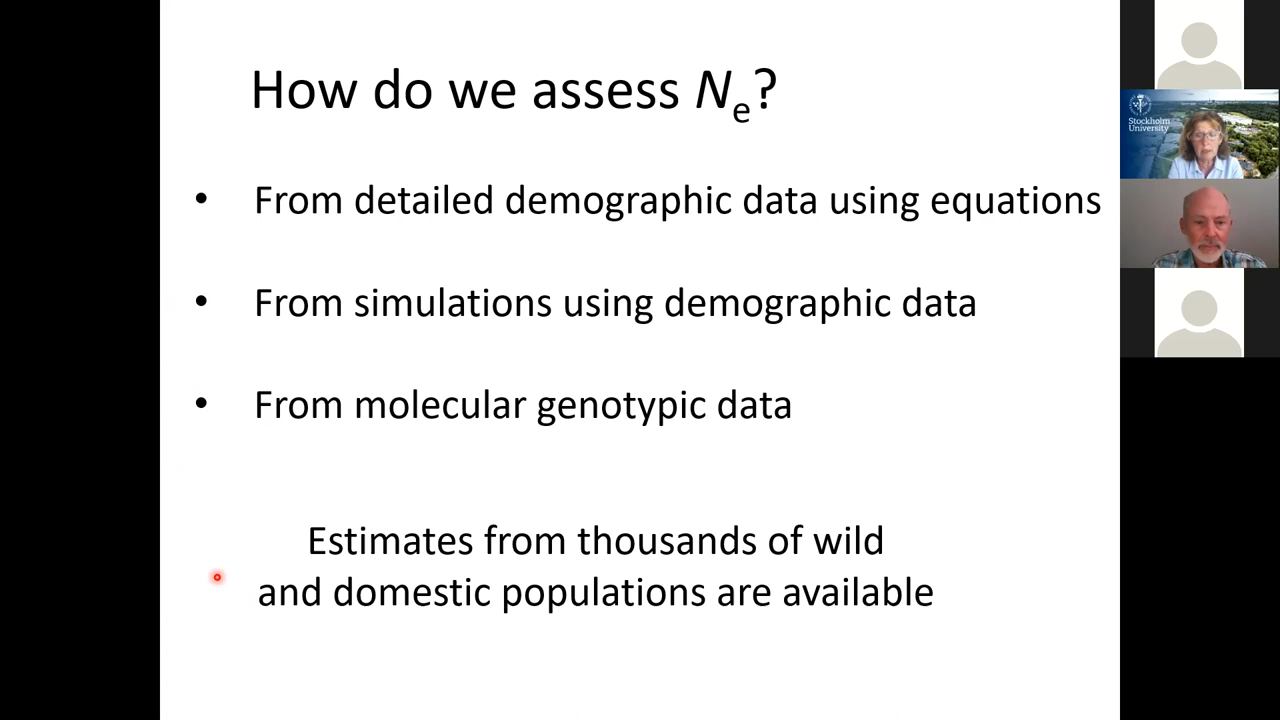 How do we assess Ne?
• From detailed demographic data using equations
• From simulations using demographic data
• From molecular genotypic data
Estimates from thousands of wild
and domestic populations are available
Stockholm
University